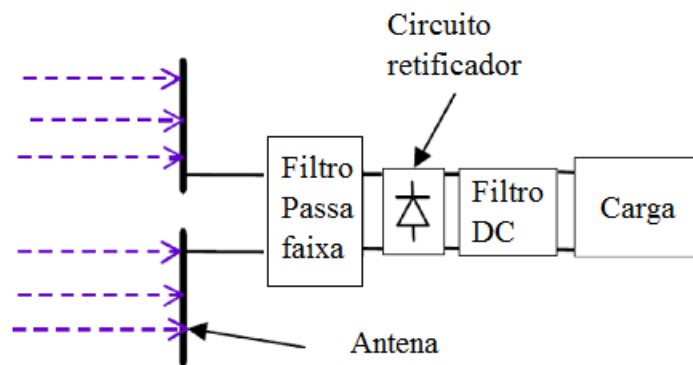 Circuito
retificador
Filtro
Passa
faixa
Filtro
DC
Carga
Antena